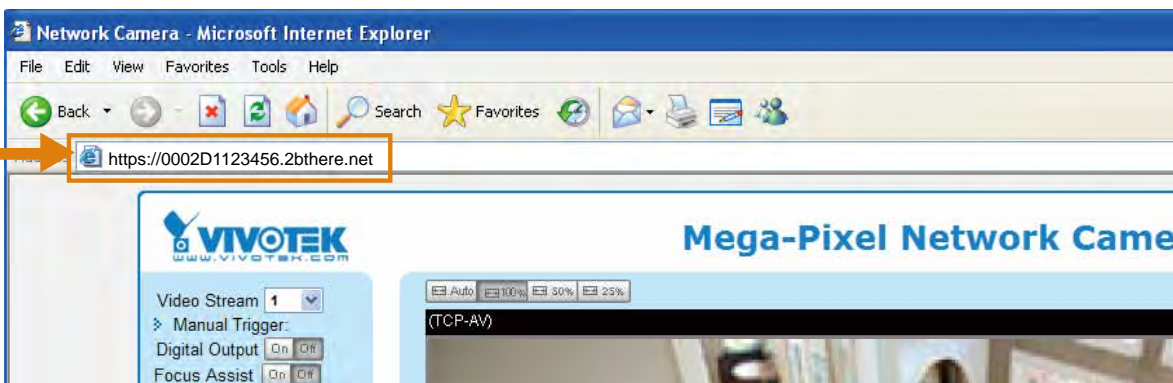 Network Camera - Microsoft Internet Explorer
File Edit View Favorites Tools Help
Back Search Favorites
https://0002D1123456.2bthere.net
VIVOTEK
www.vivotek.com
Mega-Pixel Network Came
Video Stream 1
Auto 100% 50% 25%
Manual Trigger:
(TCP-AV)
Digital Output On Off
Focus Assist On Off